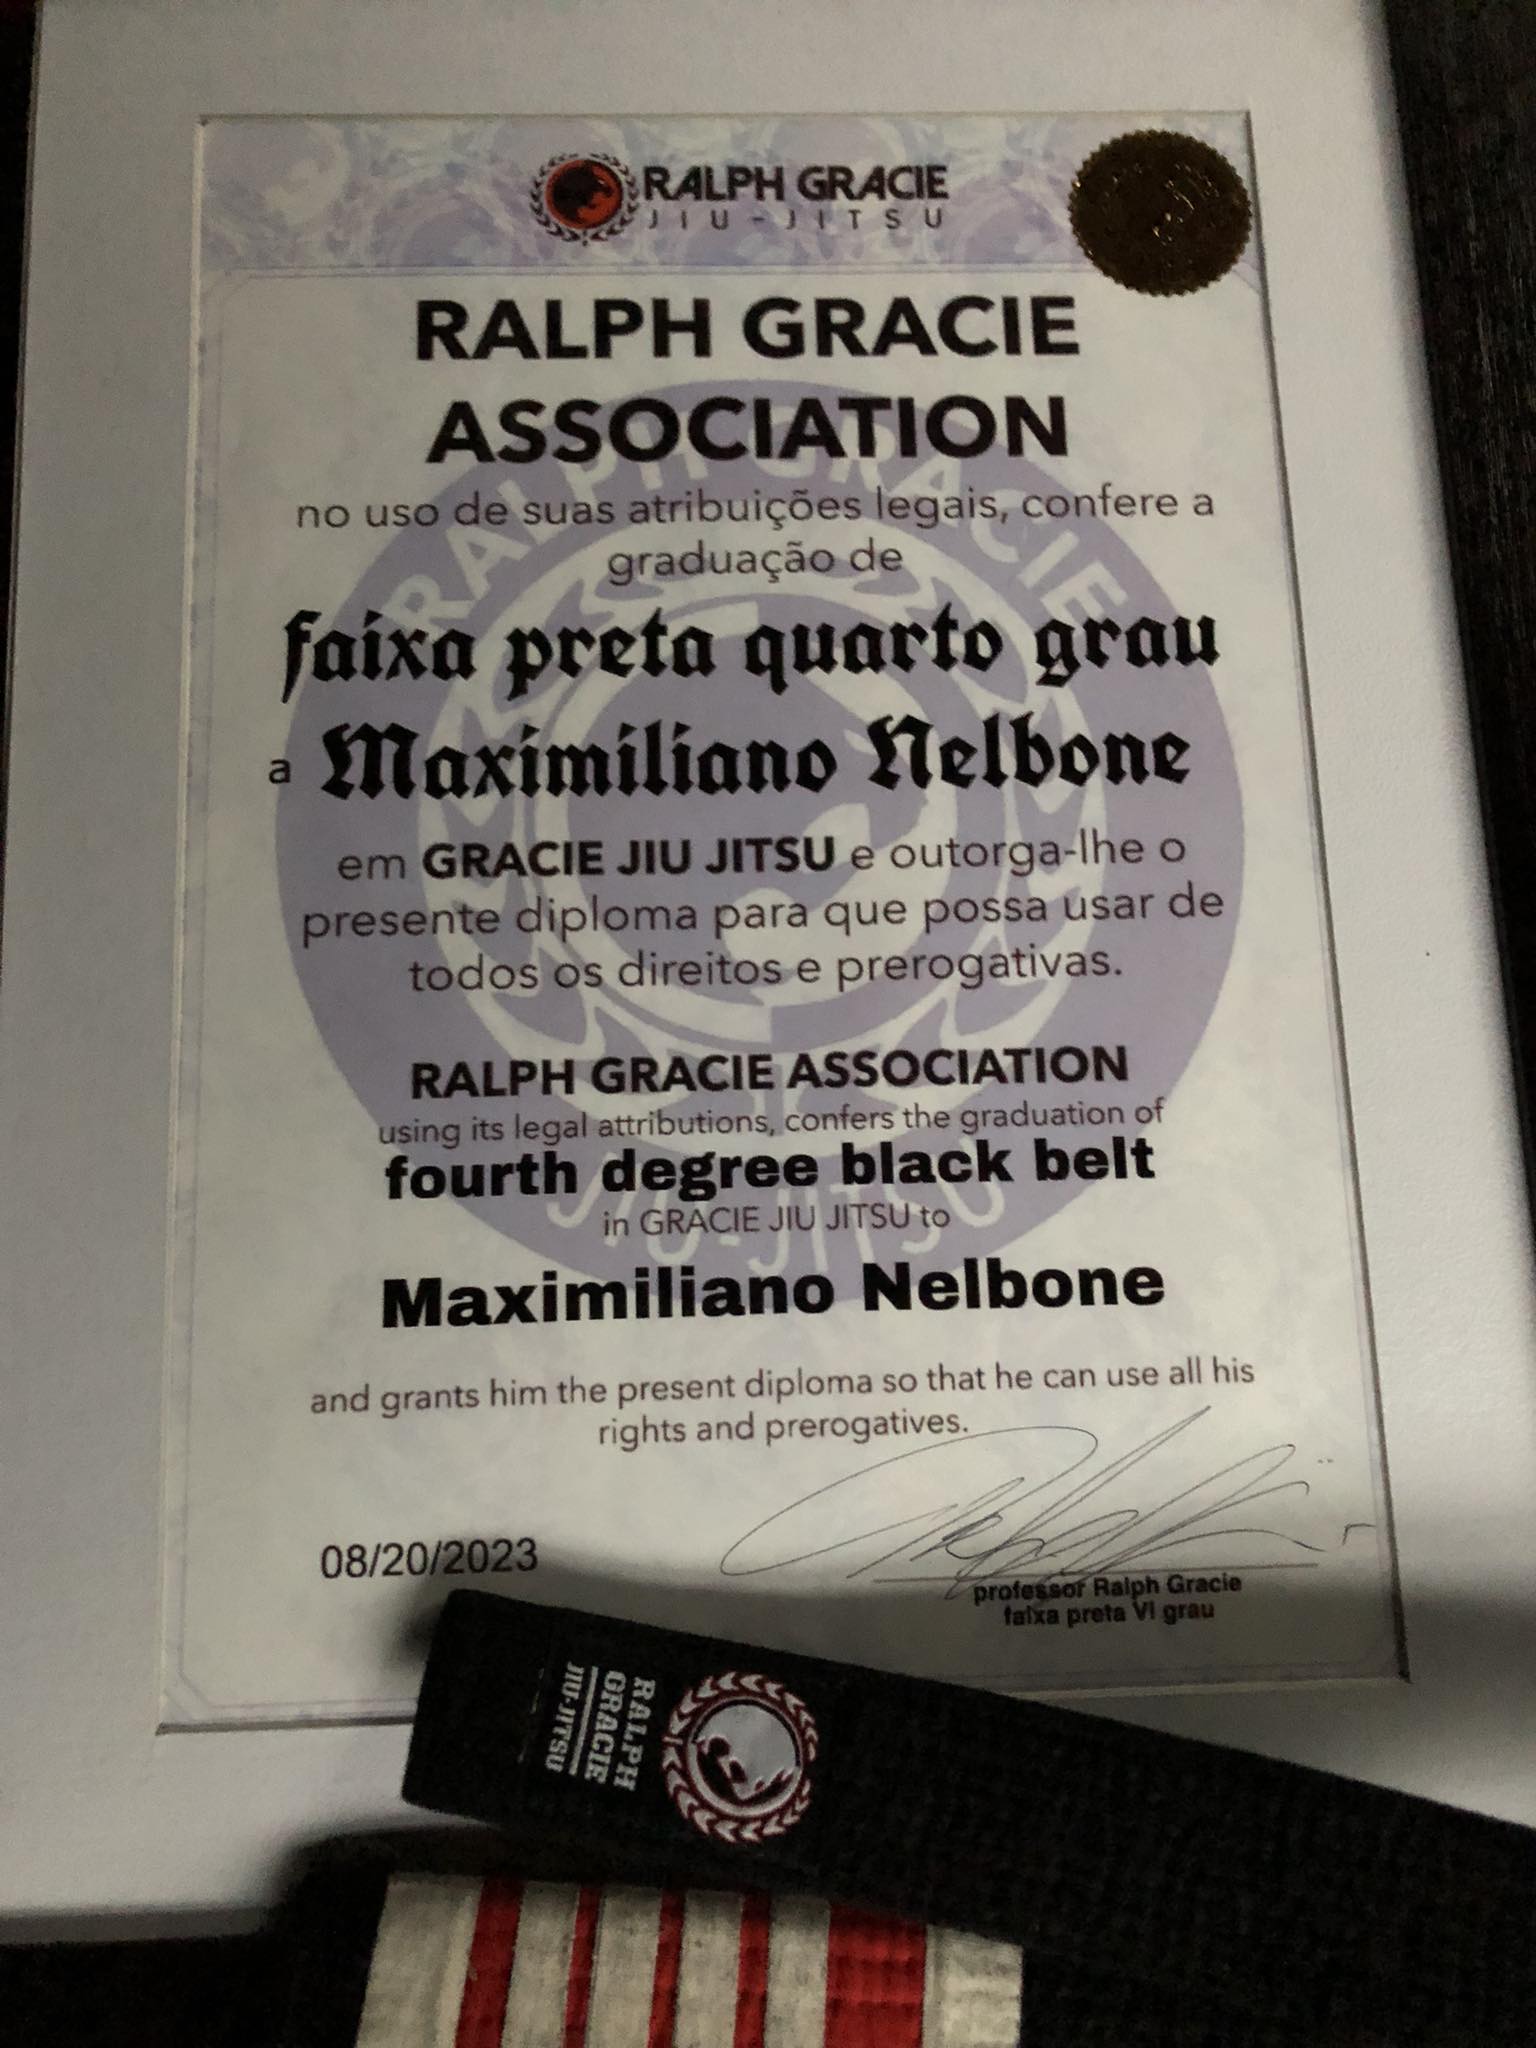 RALPH GRACIE
JIU-JITSU
RALPH GRACIE
ASSOCIATION
no uso de suas atribuições legais, confere a
graduação de
faixa preta quarto grau
a Maximiliano Nelbone
em GRACIE JIU JITSU e outorga-lhe o
presente diploma para que possa usar de
todos os direitos e prerogativas.
RALPH GRACIE ASSOCIATION
using its legal attributions, confers the graduation of
fourth degree black belt
in GRACIE JIU JITSU to
Maximiliano Nelbone
and grants him the present diploma so that he can use all his
rights and prerogatives.
08/20/2023
professor Ralph Gracie
faixa preta VI grau
RALPH GRACIE
JIU-JITSU
RALPH
GRACIE
JIU-JITSU